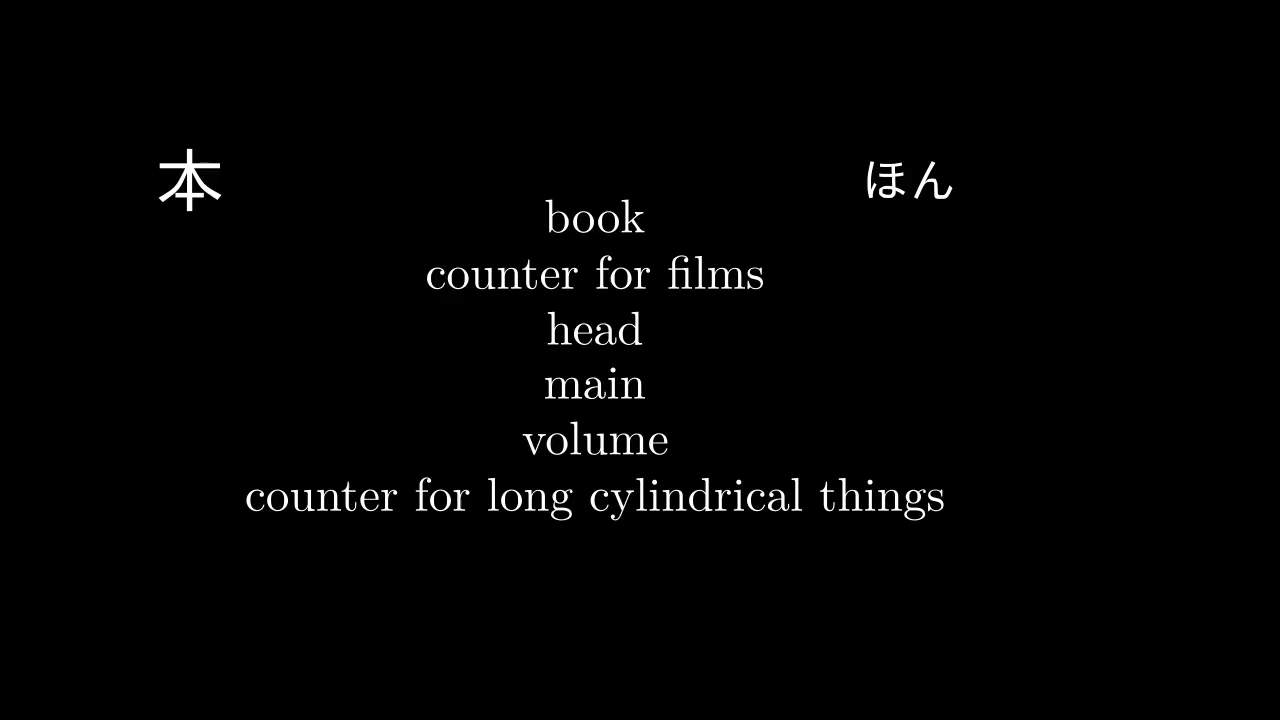 本
ほん
book
counter for films
head
main
volume
counter for long cylindrical things